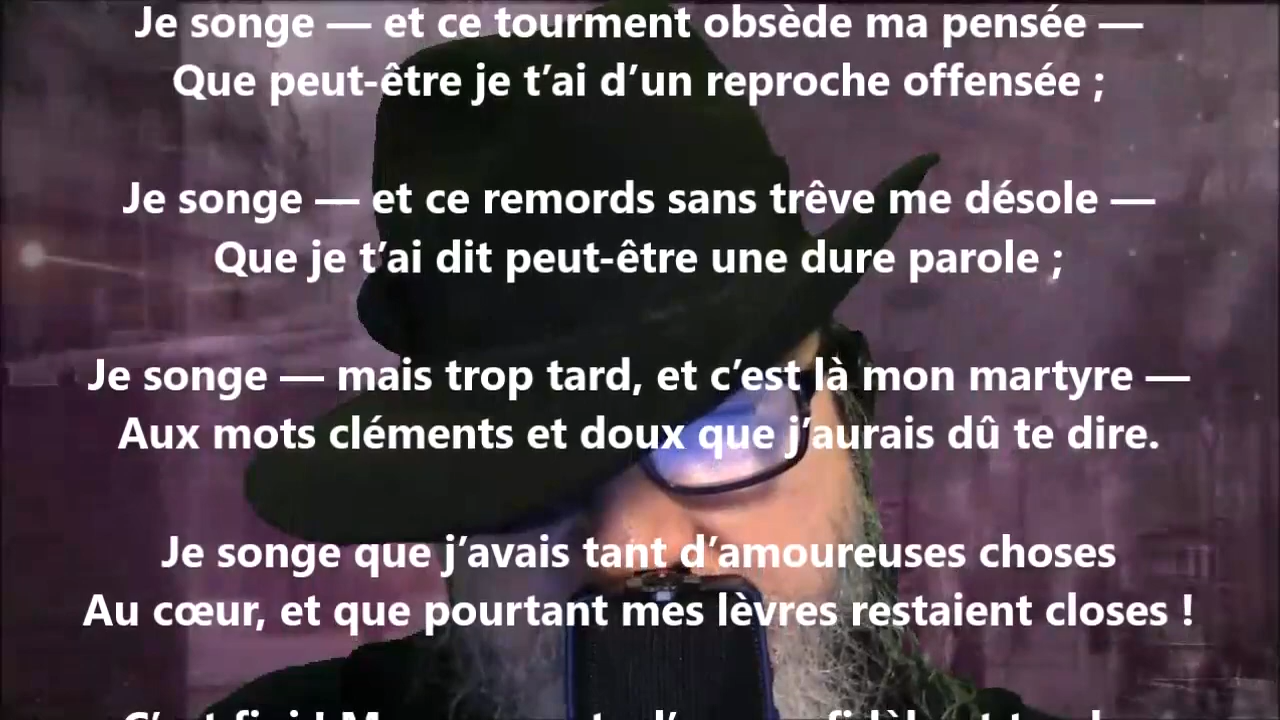 Je songe — et ce tourment obsède ma pensée —
Que peut-être je t’ai d’un reproche offensée ;
Je songe — et ce remords sans trêve me désole —
Que je t’ai dit peut-être une dure parole ;
Je songe — mais trop tard, et c’est là mon martyre —
Aux mots cléments et doux que j’aurais dû te dire.
Je songe que j’avais tant d’amoureuses choses
Au cœur, et que pourtant mes lèvres restaient closes !
C’est fini !